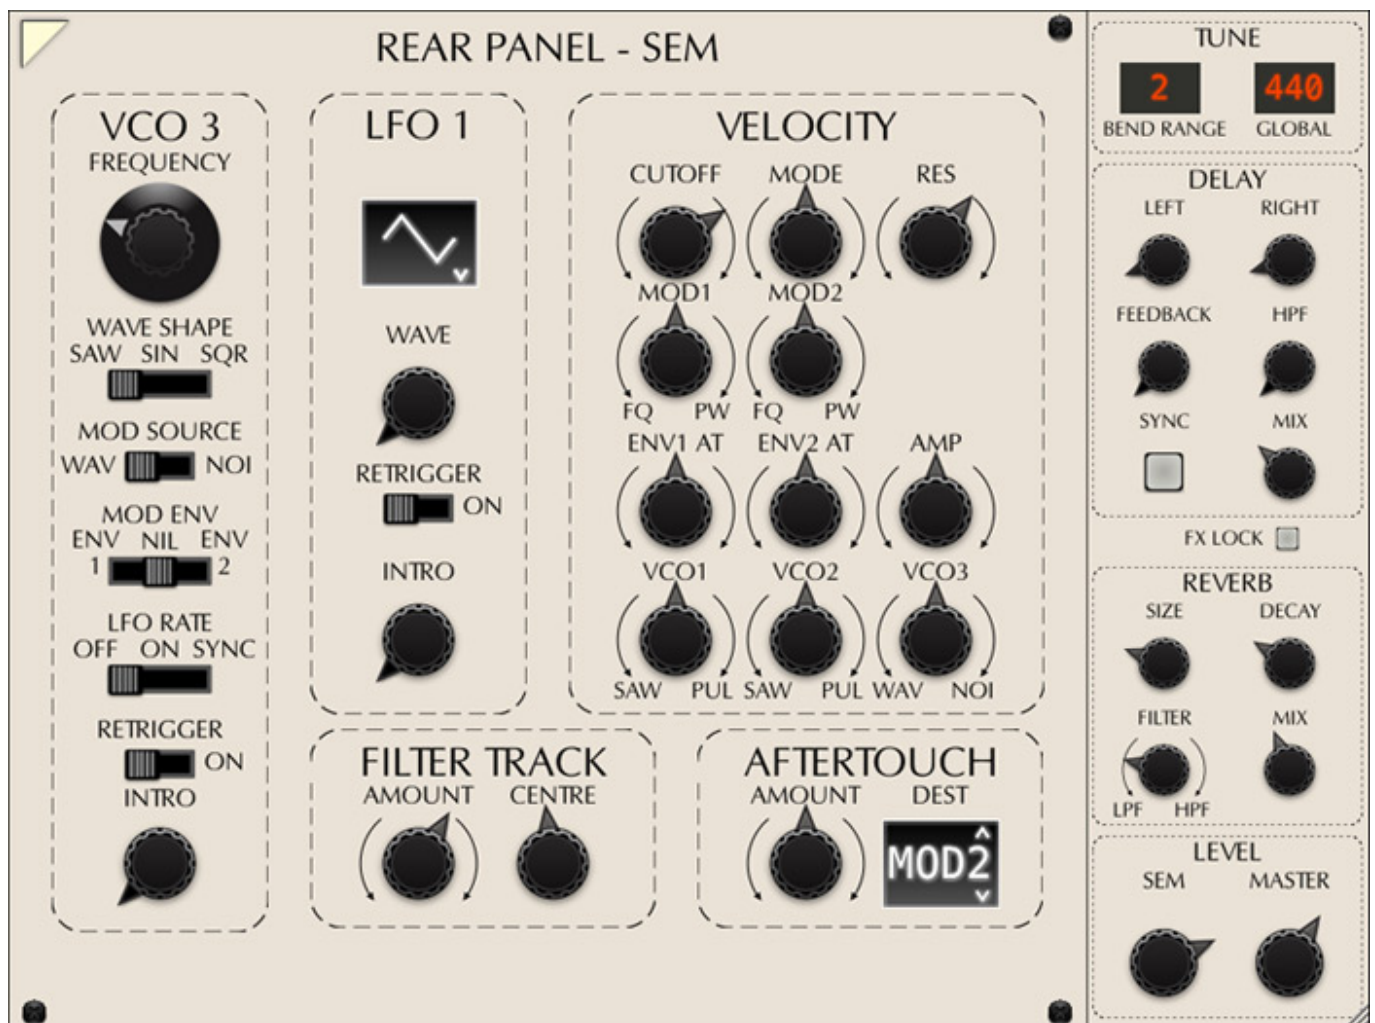 REAR PANEL - SEM
VCO 3
FREQUENCY
WAVE SHAPE
SAW SIN SQR
MOD SOURCE
WAV NOI
MOD ENV
ENV NIL ENV
1 2
LFO RATE
OFF ON SYNC
RETRIGGER
ON
INTRO
LFO 1
WAVE
RETRIGGER
ON
INTRO
VELOCITY
CUTOFF MODE RES
MOD1 MOD2
FQ PW FQ PW
ENV1 AT ENV2 AT AMP
VCO1 VCO2 VCO3
SAW PUL SAW PUL WAV NOI
FILTER TRACK
AMOUNT CENTRE
AFTERTOUCH
AMOUNT DEST
MOD2
TUNE
2 440
BEND RANGE GLOBAL
DELAY
LEFT RIGHT
FEEDBACK HPF
SYNC MIX
FX LOCK
REVERB
SIZE DECAY
FILTER MIX
LPF HPF
LEVEL
SEM MASTER